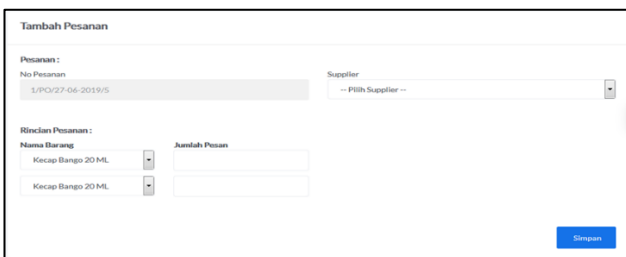 Tambah Pesanan
Pesanan :
No Pesanan
Supplier
1/PO/27-06-2019/5
-- Pilih Supplier --
Rincian Pesanan :
Nama Barang
Jumlah Pesan
Kecap Bango 20 ML
Kecap Bango 20 ML
Simpan